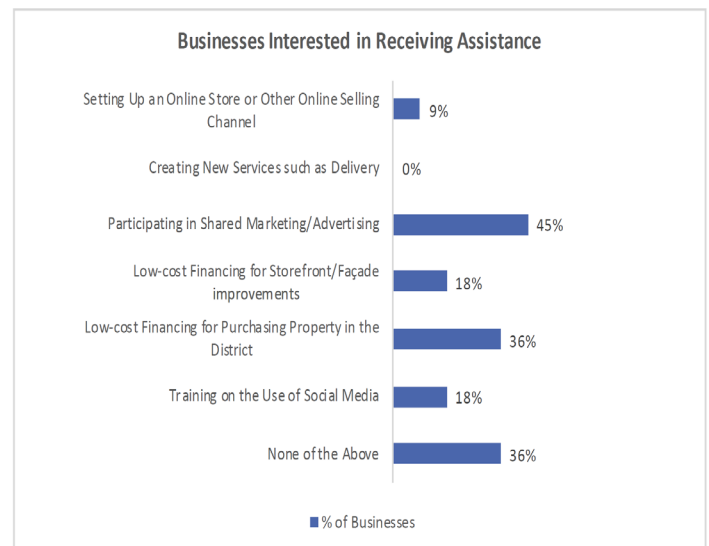 Businesses Interested in Receiving Assistance
Setting Up an Online Store or Other Online Selling
Channel
9%
Creating New Services such as Delivery
0%
Participating in Shared Marketing/Advertising
45%
Low-cost Financing for Storefront/Façade
improvements
18%
Low-cost Financing for Purchasing Property in the
District
36%
Training on the Use of Social Media
18%
None of the Above
36%
% of Businesses